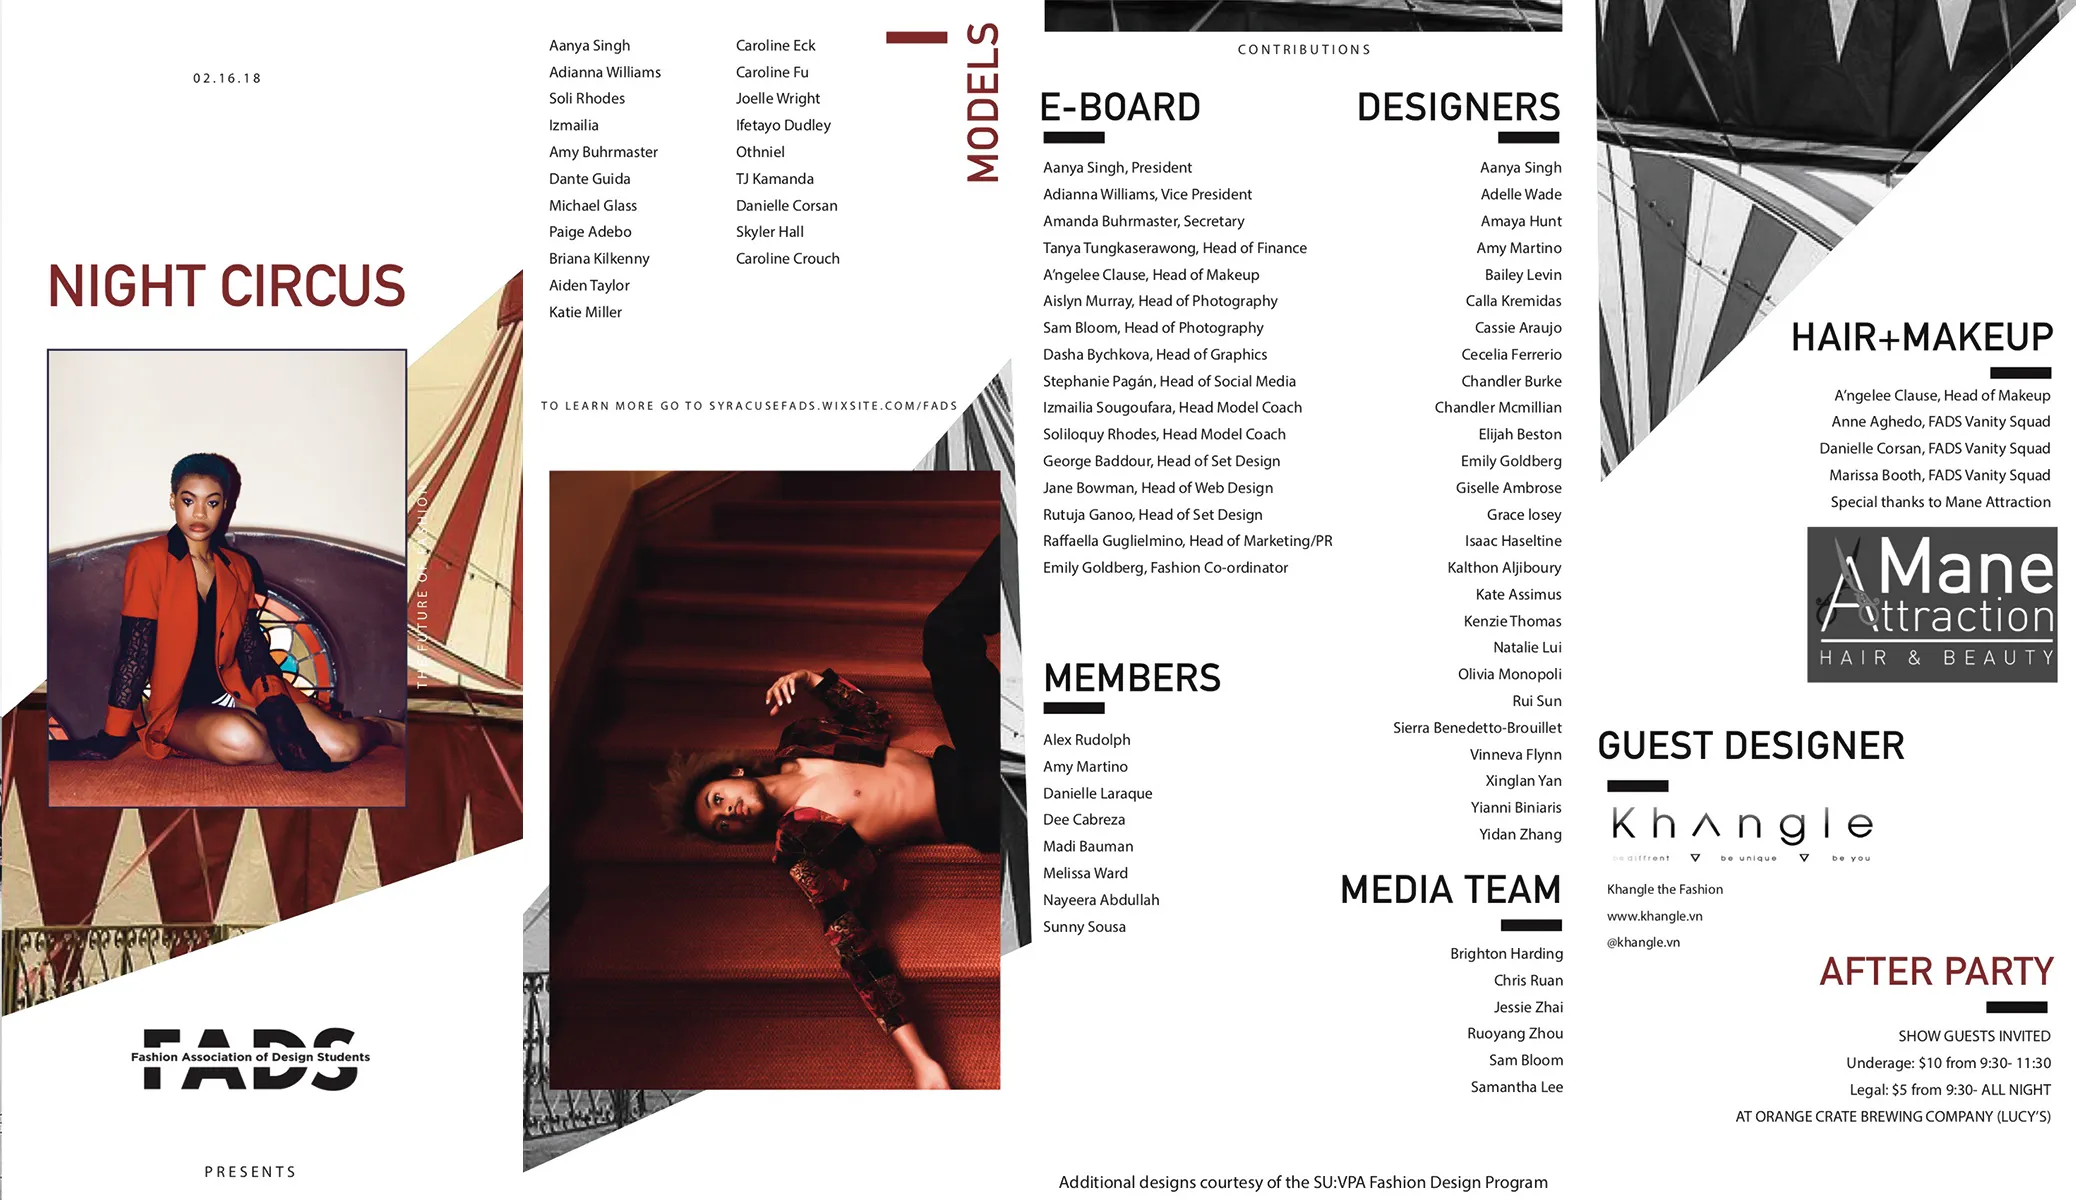 02.16.18
NIGHT CIRCUS
THE FUTURE OF FASHION
FADS
Fashion Association of Design Students
PRESENTS
MODELS
Aanya Singh
Adianna Williams
Soli Rhodes
Izmailia
Amy Buhrmaster
Dante Guida
Michael Glass
Paige Adebo
Briana Kilkenny
Aiden Taylor
Katie Miller
Caroline Eck
Caroline Fu
Joelle Wright
Ifetayo Dudley
Othniel
TJ Kamanda
Danielle Corsan
Skyler Hall
Caroline Crouch
TO LEARN MORE GO TO SYRACUSEFADS.WIXSITE.COM/FADS
CONTRIBUTIONS
E-BOARD
Aanya Singh, President
Adianna Williams, Vice President
Amanda Buhrmaster, Secretary
Tanya Tungkaserawong, Head of Finance
A'ngelee Clause, Head of Makeup
Aislyn Murray, Head of Photography
Sam Bloom, Head of Photography
Dasha Bychkova, Head of Graphics
Stephanie Pagán, Head of Social Media
Izmailia Sougoufara, Head Model Coach
Soliloquy Rhodes, Head Model Coach
George Baddour, Head of Set Design
Jane Bowman, Head of Web Design
Rutuja Ganoo, Head of Set Design
Raffaella Guglielmino, Head of Marketing/PR
Emily Goldberg, Fashion Co-ordinator
MEMBERS
Alex Rudolph
Amy Martino
Danielle Laraque
Dee Cabreza
Madi Bauman
Melissa Ward
Nayeera Abdullah
Sunny Sousa
DESIGNERS
Aanya Singh
Adelle Wade
Amaya Hunt
Amy Martino
Bailey Levin
Calla Kremidas
Cassie Araujo
Cecelia Ferrerio
Chandler Burke
Chandler Mcmillian
Elijah Beston
Emily Goldberg
Giselle Ambrose
Grace losey
Isaac Haseltine
Kalthon Aljiboury
Kate Assimus
Kenzie Thomas
Natalie Lui
Olivia Monopoli
Rui Sun
Sierra Benedetto-Brouillet
Vinneva Flynn
Xinglan Yan
Yianni Biniaris
Yidan Zhang
MEDIA TEAM
Brighton Harding
Chris Ruan
Jessie Zhai
Ruoyang Zhou
Sam Bloom
Samantha Lee
Additional designs courtesy of the SU:VPA Fashion Design Program
HAIR+MAKEUP
A'ngelee Clause, Head of Makeup
Anne Aghedo, FADS Vanity Squad
Danielle Corsan, FADS Vanity Squad
Marissa Booth, FADS Vanity Squad
Special thanks to Mane Attraction
Mane
Attraction
HAIR & BEAUTY
GUEST DESIGNER
Khangle
be diffrent be unique be you
Khangle the Fashion
www.khangle.vn
@khangle.vn
AFTER PARTY
SHOW GUESTS INVITED
Underage: $10 from 9:30- 11:30
Legal: $5 from 9:30- ALL NIGHT
AT ORANGE CRATE BREWING COMPANY (LUCY'S)